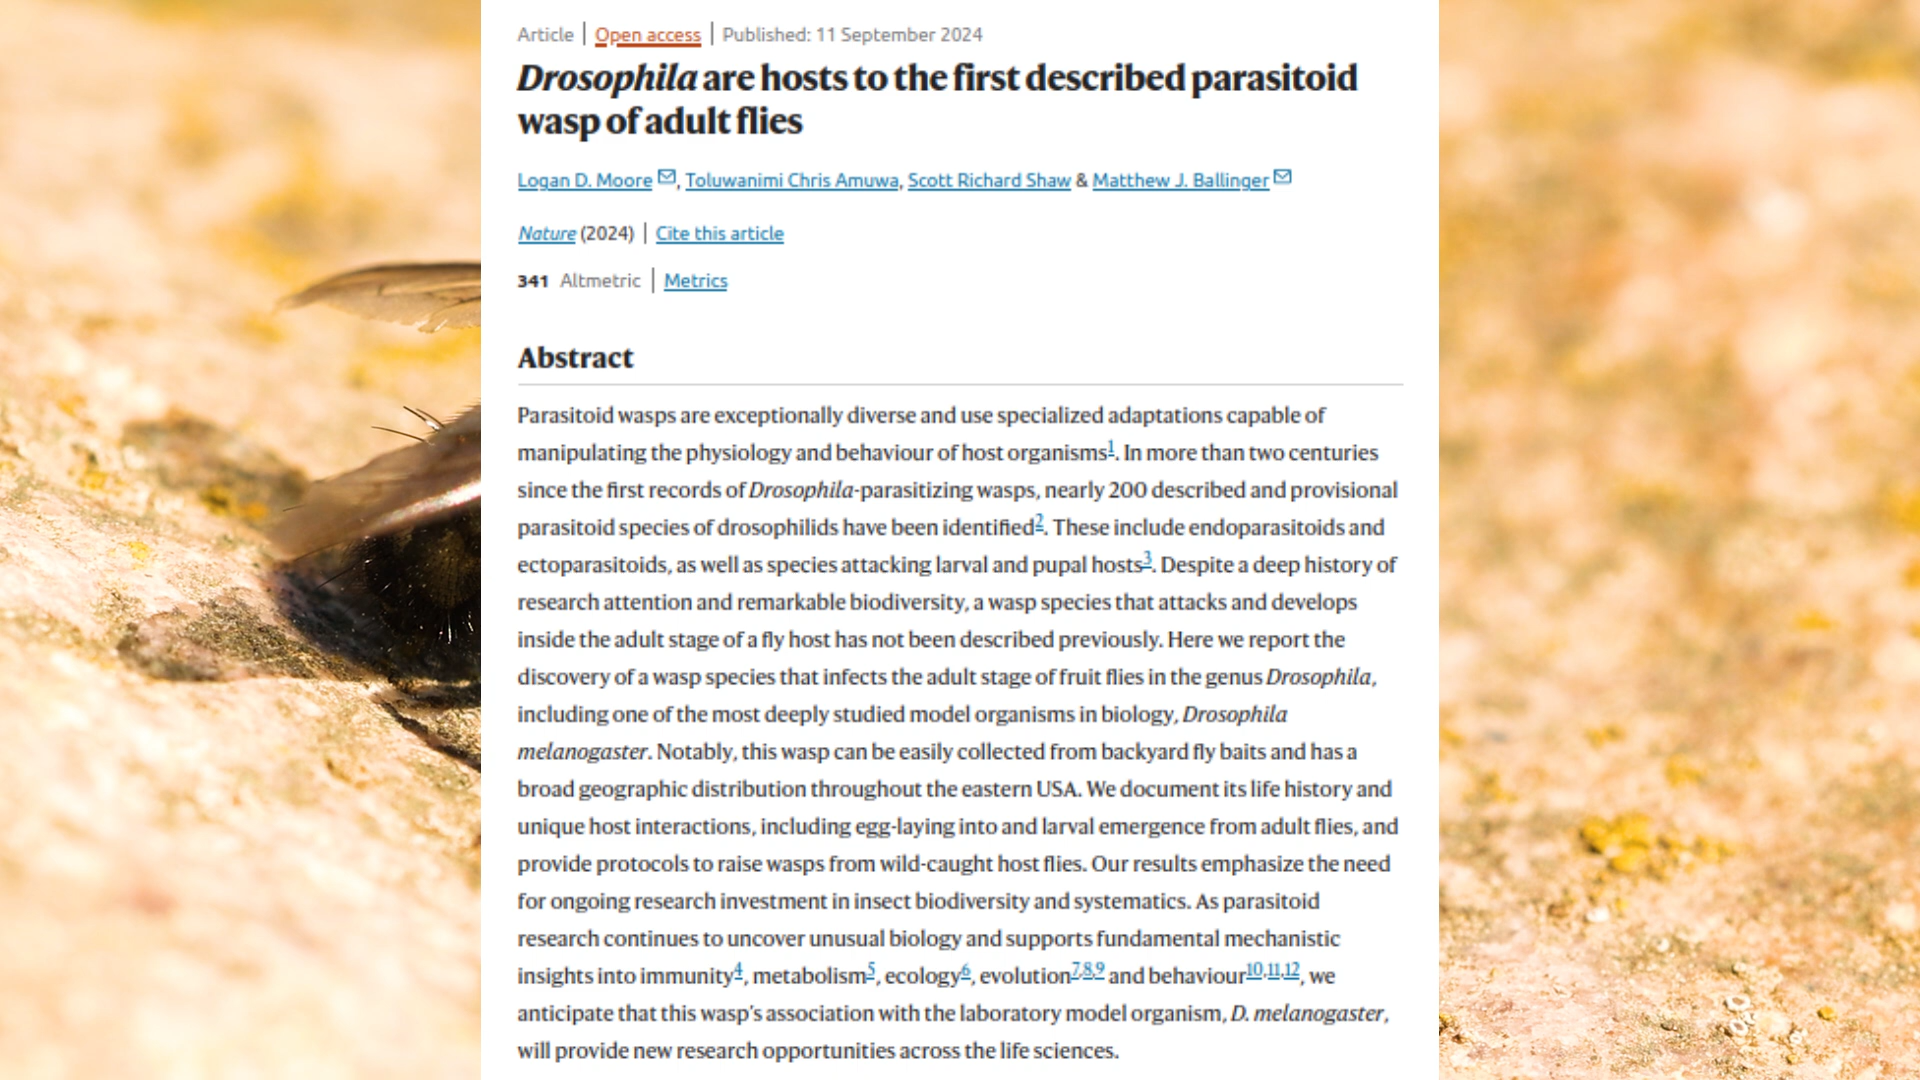 Article | Open access | Published: 11 September 2024
Drosophila are hosts to the first described parasitoid
wasp of adult flies
Logan D. Moore, Toluwanimi Chris Amuwa, Scott Richard Shaw & Matthew J. Ballinger
Nature (2024) | Cite this article
341 Altmetric | Metrics
Abstract
Parasitoid wasps are exceptionally diverse and use specialized adaptations capable of
manipulating the physiology and behaviour of host organisms1. In more than two centuries
since the first records of Drosophila-parasitizing wasps, nearly 200 described and provisional
parasitoid species of drosophilids have been identified2. These include endoparasitoids and
ectoparasitoids, as well as species attacking larval and pupal hosts3. Despite a deep history of
research attention and remarkable biodiversity, a wasp species that attacks and develops
inside the adult stage of a fly host has not been described previously. Here we report the
discovery of a wasp species that infects the adult stage of fruit flies in the genus Drosophila,
including one of the most deeply studied model organisms in biology, Drosophila
melanogaster. Notably, this wasp can be easily collected from backyard fly baits and has a
broad geographic distribution throughout the eastern USA. We document its life history and
unique host interactions, including egg-laying into and larval emergence from adult flies, and
provide protocols to raise wasps from wild-caught host flies. Our results emphasize the need
for ongoing research investment in insect biodiversity and systematics. As parasitoid
research continues to uncover unusual biology and supports fundamental mechanistic
insights into immunity4, metabolism5, ecology6, evolution7,8,9 and behaviour10,11,12, we
anticipate that this wasp's association with the laboratory model organism, D. melanogaster,
will provide new research opportunities across the life sciences.